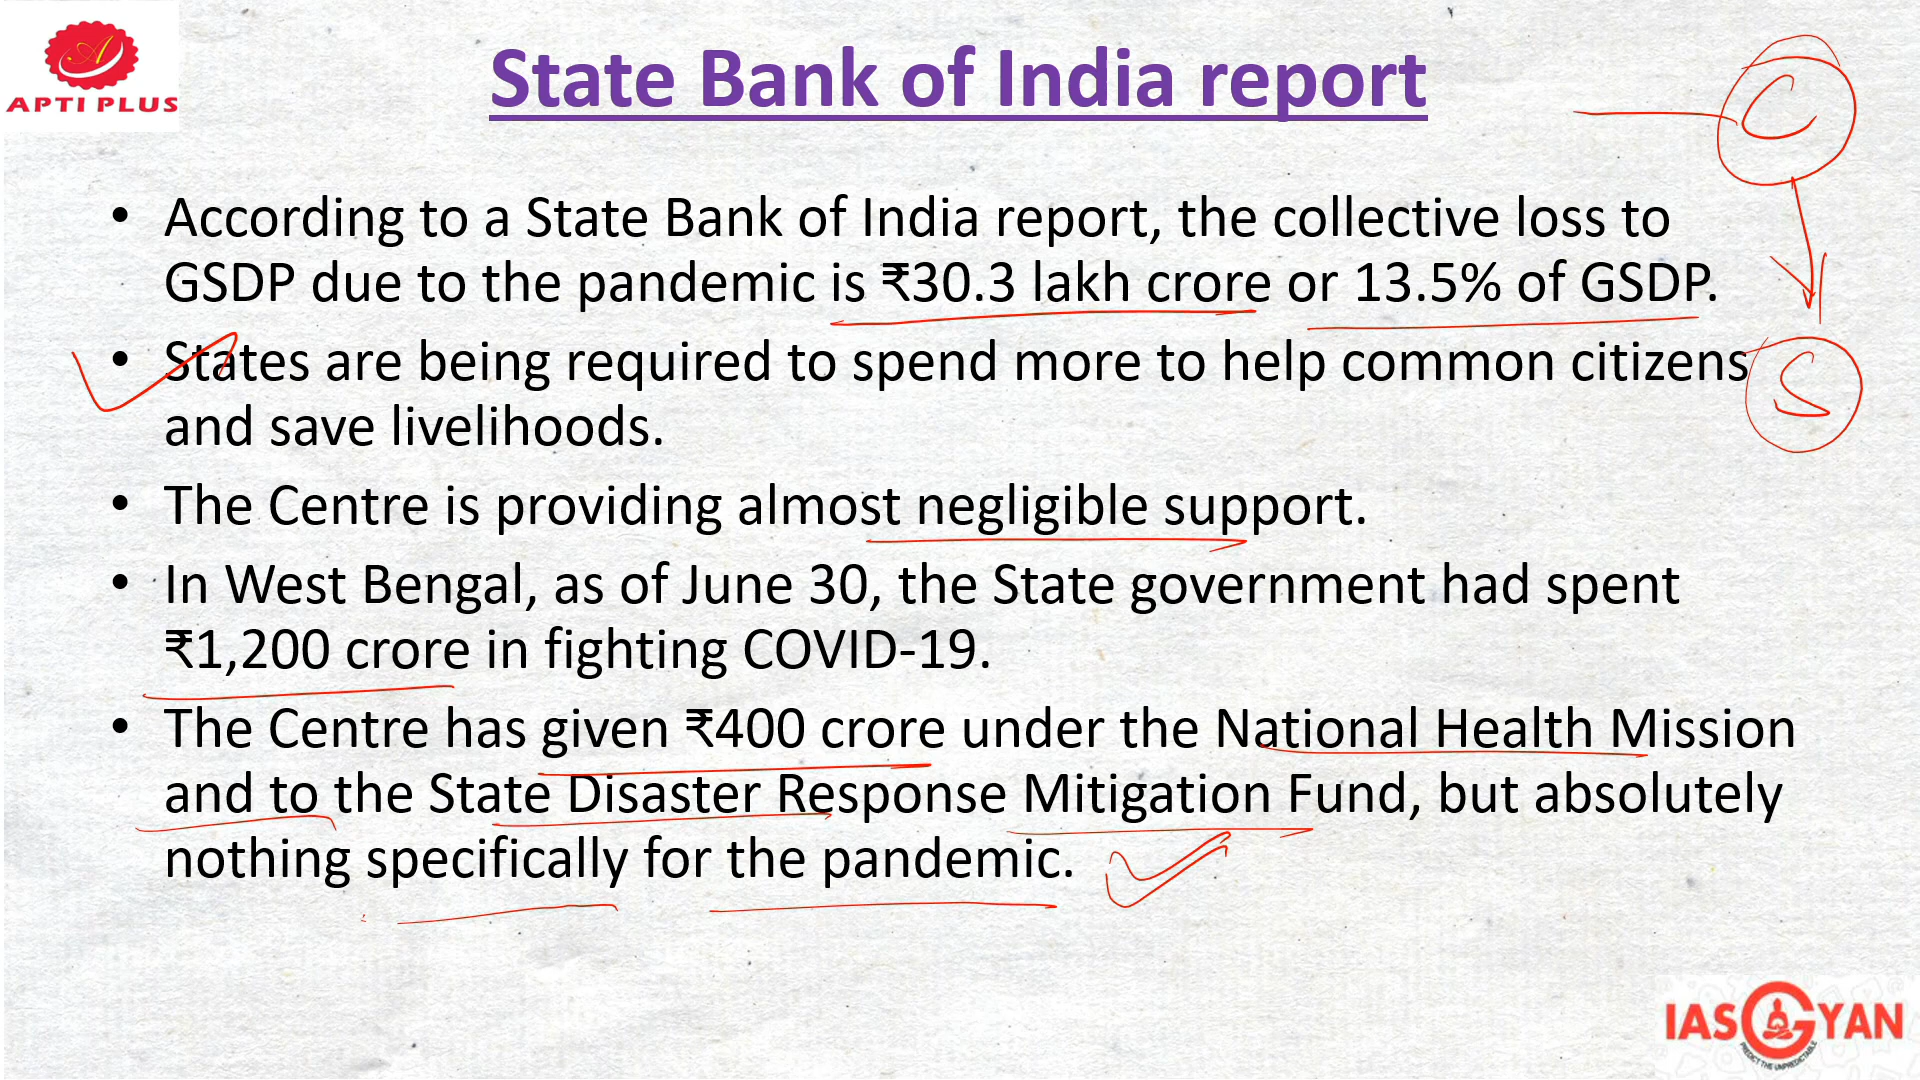 APTI PLUS
State Bank of India report
C
• According to a State Bank of India report, the collective loss to
GSDP due to the pandemic is ₹30.3 lakh crore or 13.5% of GSDP.
• States are being required to spend more to help common citizens
and save livelihoods.
S
• The Centre is providing almost negligible support.
• In West Bengal, as of June 30, the State government had spent
₹1,200 crore in fighting COVID-19.
• The Centre has given ₹400 crore under the National Health Mission
and to the State Disaster Response Mitigation Fund, but absolutely
nothing specifically for the pandemic.
IAS GYAN
PREDICT THE UNPREDICTABLE